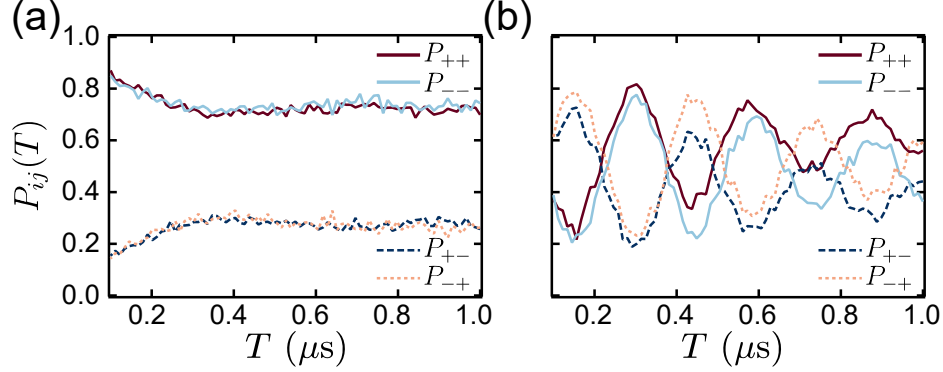 (a)
1.0
0.8
0.6
0.4
0.2
0.0
P_{ij}(T)
P_{++}
P_{--}
P_{+-}
P_{-+}
0.2 0.4 0.6 0.8 1.0
T (μs)
(b)
P_{++}
P_{--}
P_{+-}
P_{-+}
0.2 0.4 0.6 0.8 1.0
T (μs)